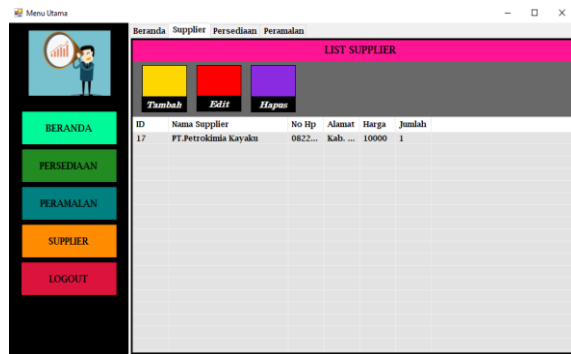 Menu Utama
Beranda Supplier Persediaan Peramalan
LIST SUPPLIER
Tambah Edit Hapus
BERANDA
PERSEDIAAN
PERAMALAN
SUPPLIER
LOGOUT
ID Nama Supplier No Hp Alamat Harga Jumlah
17 PT.Petrokimia Kayaku 0822... Kab. ... 10000 1